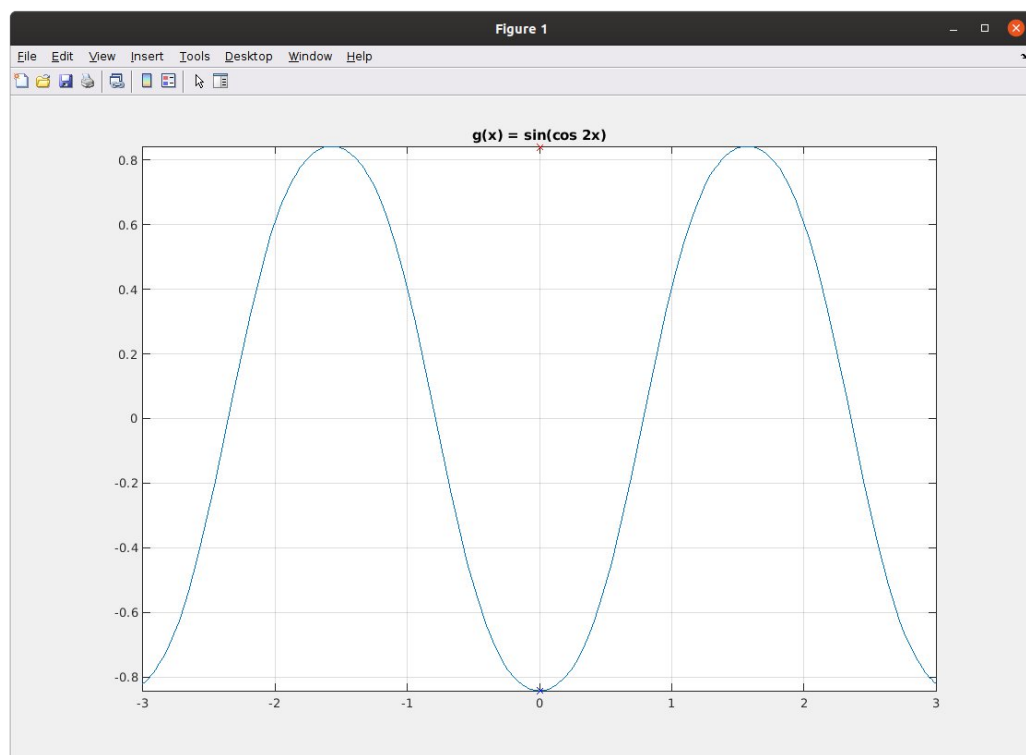 Figure 1
File Edit View Insert Tools Desktop Window Help
g(x) = sin(cos 2x)
0.8
0.6
0.4
0.2
0
-0.2
-0.4
-0.6
-0.8
-3 -2 -1 0 1 2 3